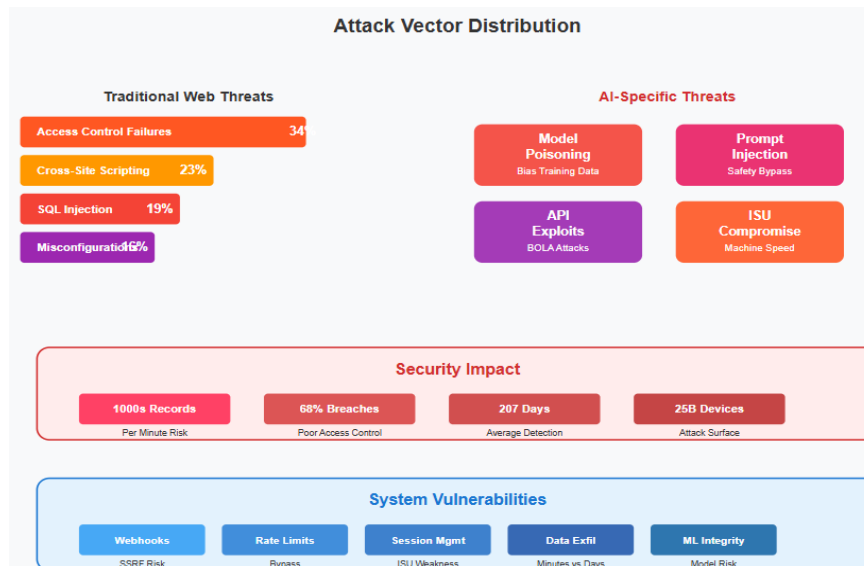 Attack Vector Distribution
Traditional Web Threats
Access Control Failures 34%
Cross-Site Scripting 23%
SQL Injection 19%
Misconfigurations 16%
AI-Specific Threats
Model
Poisoning
Bias Training Data
Prompt
Injection
Safety Bypass
API
Exploits
BOLA Attacks
ISU
Compromise
Machine Speed
Security Impact
1000s Records
Per Minute Risk
68% Breaches
Poor Access Control
207 Days
Average Detection
25B Devices
Attack Surface
System Vulnerabilities
Webhooks
SSRF Risk
Rate Limits
Bypass
Session Mgmt
ISU Weakness
Data Exfil
Minutes vs Days
ML Integrity
Model Risk